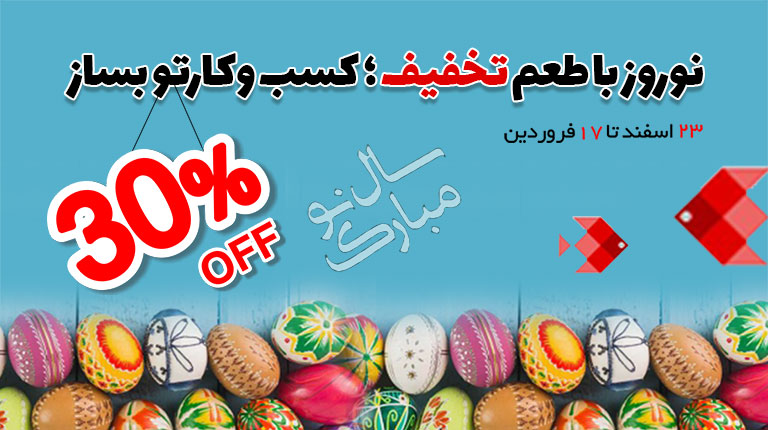 نوروز با طعم تخفیف ؛ کسب و کارتو بساز
۲۳ اسفند تا ۱۷ فروردین
30%
OFF
سال نو
مبارک